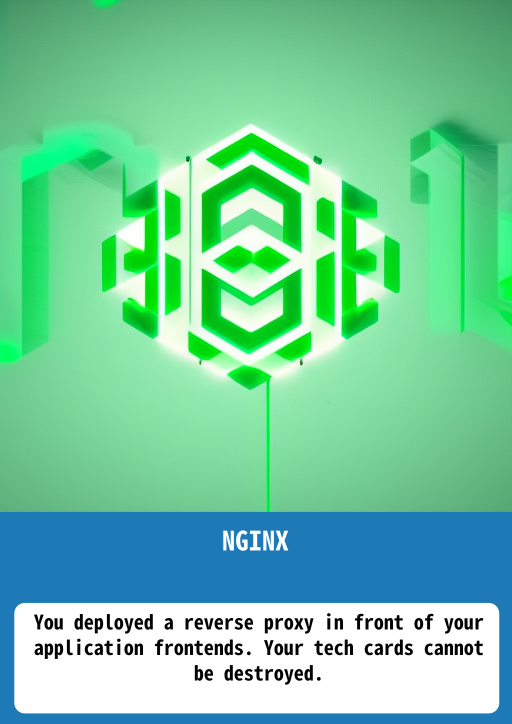 NGINX
You deployed a reverse proxy in front of your
application frontends. Your tech cards cannot
be destroyed.